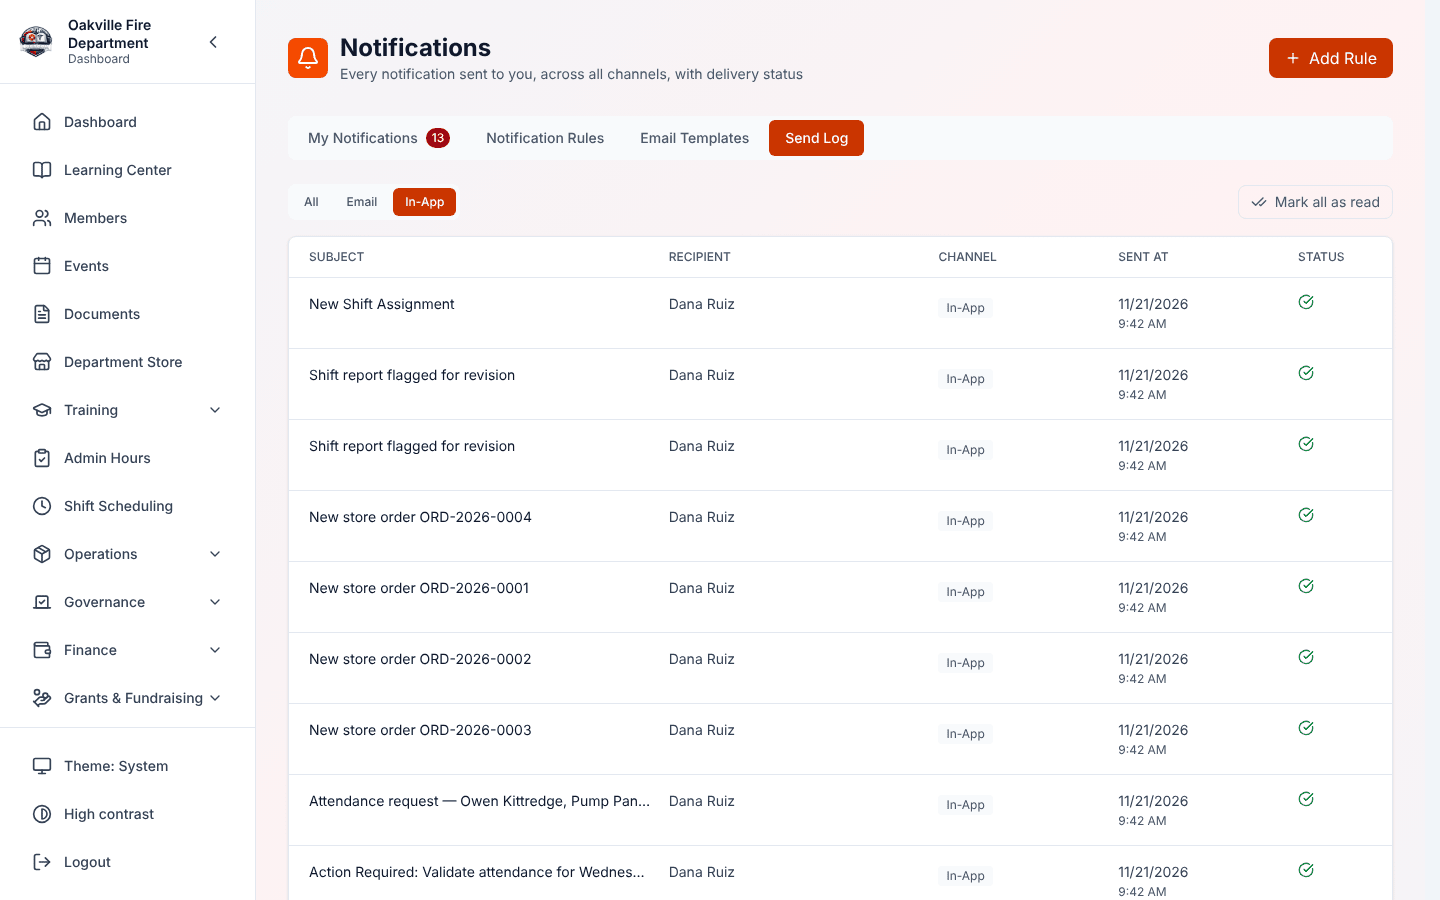 Oakville Fire
Department
Dashboard
Dashboard
Learning Center
Members
Events
Documents
Department Store
Training
Admin Hours
Shift Scheduling
Operations
Governance
Finance
Grants & Fundraising
Theme: System
High contrast
Logout
Notifications
Every notification sent to you, across all channels, with delivery status
Add Rule
My Notifications 13 Notification Rules Email Templates Send Log
All Email In-App
Mark all as read
SUBJECT RECIPIENT CHANNEL SENT AT STATUS
New Shift Assignment Dana Ruiz In-App 11/21/2026
9:42 AM
Shift report flagged for revision Dana Ruiz In-App 11/21/2026
9:42 AM
Shift report flagged for revision Dana Ruiz In-App 11/21/2026
9:42 AM
New store order ORD-2026-0004 Dana Ruiz In-App 11/21/2026
9:42 AM
New store order ORD-2026-0001 Dana Ruiz In-App 11/21/2026
9:42 AM
New store order ORD-2026-0002 Dana Ruiz In-App 11/21/2026
9:42 AM
New store order ORD-2026-0003 Dana Ruiz In-App 11/21/2026
9:42 AM
Attendance request — Owen Kittredge, Pump Pan... Dana Ruiz In-App 11/21/2026
9:42 AM
Action Required: Validate attendance for Wednes... Dana Ruiz In-App 11/21/2026
9:42 AM